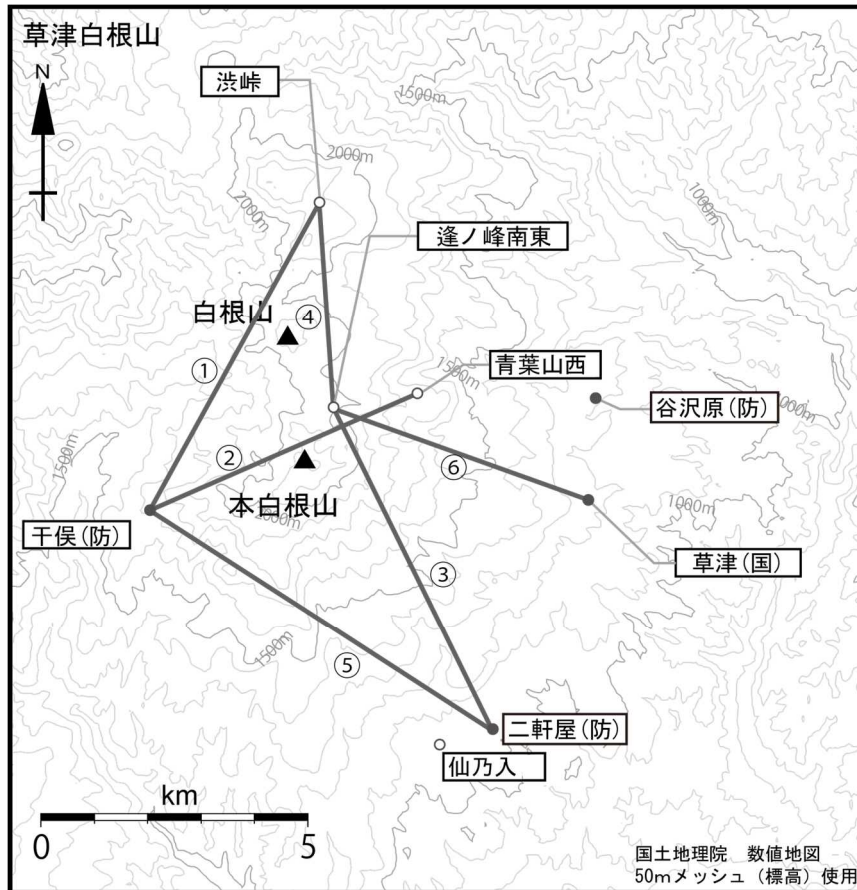 草津白根山
N
渋峠
1500m
2000m
2000m
1000m
逢ノ峰南東
白根山
④
①
1500m
青葉山西
谷沢原(防)
1000m
②
⑥
1500m
本白根山
2000m
干俣(防)
1000m
草津(国)
③
1500m
⑤
二軒屋(防)
仙乃入
km
0 5
国土地理院 数値地図
50mメッシュ（標高）使用